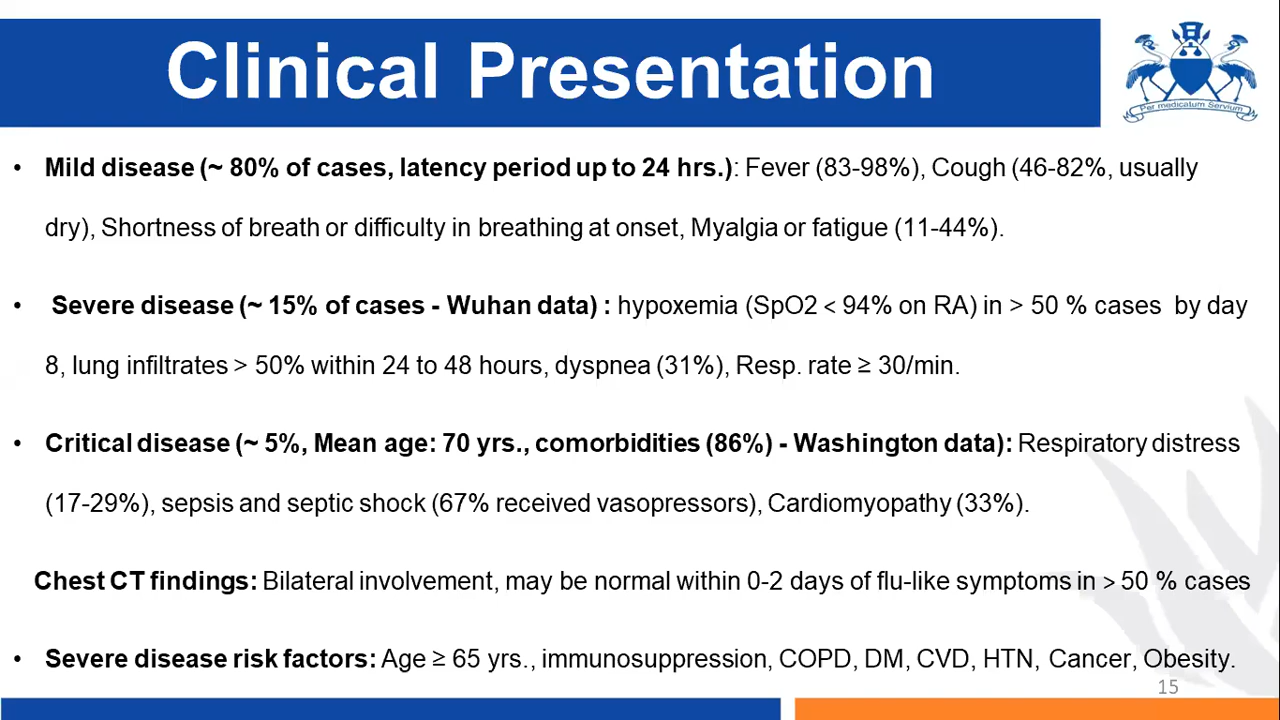 Clinical Presentation
Per medicatum Servium
• Mild disease (~ 80% of cases, latency period up to 24 hrs.): Fever (83-98%), Cough (46-82%, usually
dry), Shortness of breath or difficulty in breathing at onset, Myalgia or fatigue (11-44%).
• Severe disease (~ 15% of cases - Wuhan data) : hypoxemia (SpO2 < 94% on RA) in > 50 % cases by day
8, lung infiltrates > 50% within 24 to 48 hours, dyspnea (31%), Resp. rate ≥ 30/min.
• Critical disease (~ 5%, Mean age: 70 yrs., comorbidities (86%) - Washington data): Respiratory distress
(17-29%), sepsis and septic shock (67% received vasopressors), Cardiomyopathy (33%).
Chest CT findings: Bilateral involvement, may be normal within 0-2 days of flu-like symptoms in > 50 % cases
• Severe disease risk factors: Age ≥ 65 yrs., immunosuppression, COPD, DM, CVD, HTN, Cancer, Obesity.
15